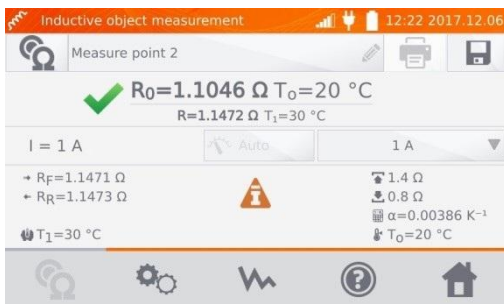 Inductive object measurement 12:22 2017.12.06
Measure point 2
R₀=1.1046 Ω T₀=20 °C
R=1.1472 Ω T₁=30 °C
I = 1 A Auto 1 A
→ RF=1.1471 Ω 1.4 Ω
← RR=1.1473 Ω 0.8 Ω
α=0.00386 K⁻¹
T₁=30 °C T₀=20 °C